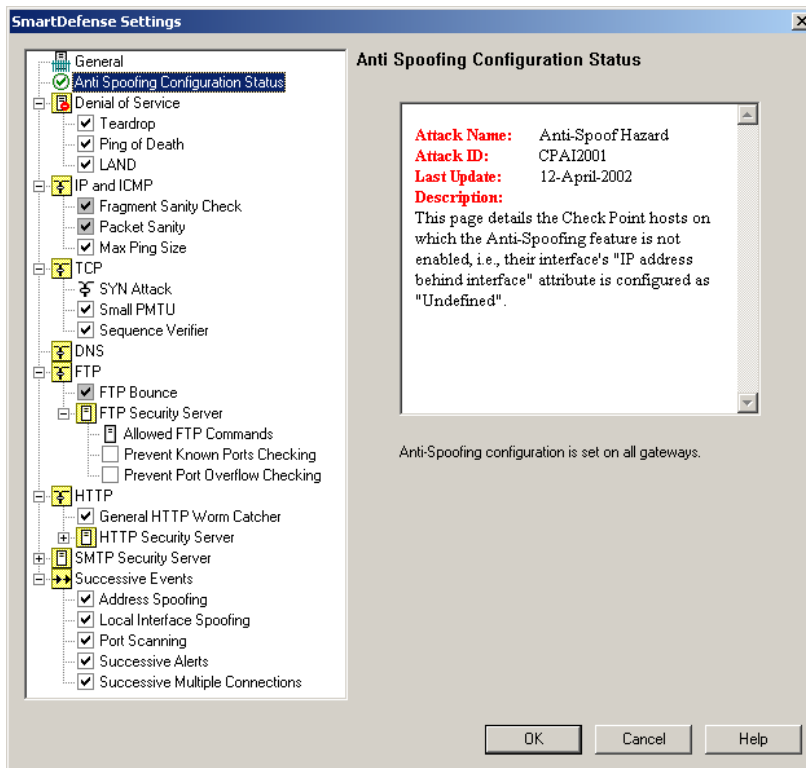 SmartDefense Settings
General
Anti Spoofing Configuration Status
Denial of Service
Teardrop
Ping of Death
LAND
IP and ICMP
Fragment Sanity Check
Packet Sanity
Max Ping Size
TCP
SYN Attack
Small PMTU
Sequence Verifier
DNS
FTP
FTP Bounce
FTP Security Server
Allowed FTP Commands
Prevent Known Ports Checking
Prevent Port Overflow Checking
HTTP
General HTTP Worm Catcher
HTTP Security Server
SMTP Security Server
Successive Events
Address Spoofing
Local Interface Spoofing
Port Scanning
Successive Alerts
Successive Multiple Connections
Anti Spoofing Configuration Status
Attack Name: Anti-Spoof Hazard
Attack ID: CPAI2001
Last Update: 12-April-2002
Description:
This page details the Check Point hosts on
which the Anti-Spoofing feature is not
enabled, i.e., their interface's "IP address
behind interface" attribute is configured as
"Undefined".
Anti-Spoofing configuration is set on all gateways.
OK Cancel Help